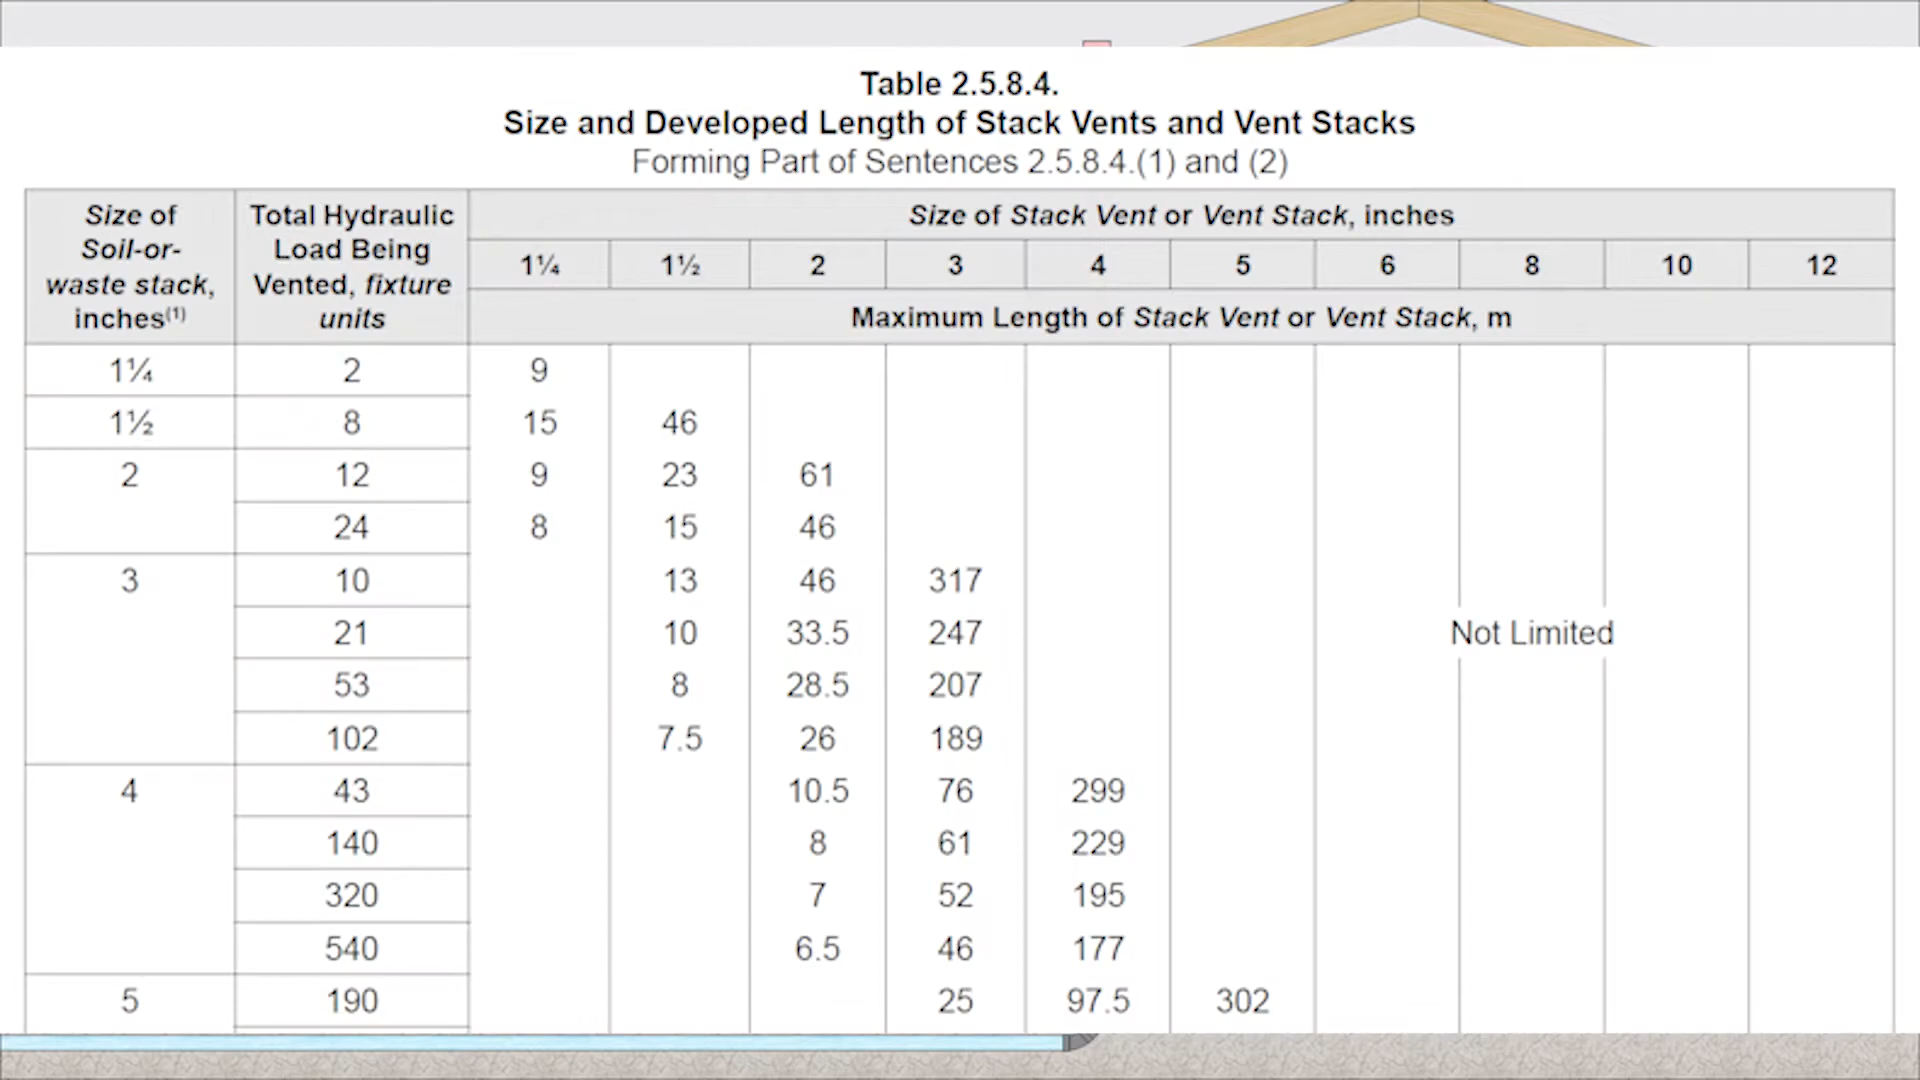 Table 2.5.8.4.
Size and Developed Length of Stack Vents and Vent Stacks
Forming Part of Sentences 2.5.8.4.(1) and (2)
Size of
Soil-or-
waste stack,
inches(1)
Total Hydraulic
Load Being
Vented, fixture
units
Size of Stack Vent or Vent Stack, inches
1¼ 1½ 2 3 4 5 6 8 10 12
Maximum Length of Stack Vent or Vent Stack, m
1¼ 2 9
1½ 8 15 46
2 12 9 23 61
24 8 15 46
3 10 13 46 317
21 10 33.5 247 Not Limited
53 8 28.5 207
102 7.5 26 189
4 43 10.5 76 299
140 8 61 229
320 7 52 195
540 6.5 46 177
5 190 25 97.5 302